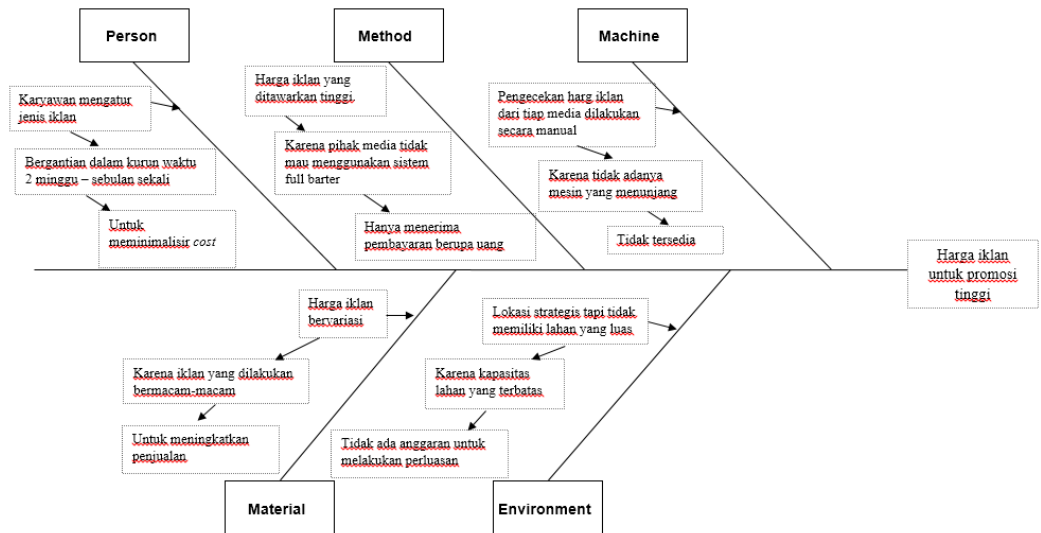 Person
Method
Machine
Karyawan mengatur
jenis iklan
Bergantian dalam kurun waktu
2 minggu – sebulan sekali
Untuk
meminimalisir cost
Harga iklan yang
ditawarkan tinggi.
Karena pihak media tidak
mau menggunakan sistem
full barter
Hanya menerima
pembayaran berupa uang
Pengecekan harg iklan
dari tiap media dilakukan
secara manual
Karena tidak adanya
mesin yang menunjang
Tidak tersedia
Harga iklan
untuk promosi
tinggi
Harga iklan
bervariasi
Karena iklan yang dilakukan
bermacam-macam
Untuk meningkatkan
penjualan
Lokasi strategis tapi tidak
memiliki lahan yang luas
Karena kapasitas
lahan yang terbatas
Tidak ada anggaran untuk
melakukan perluasan
Material
Environment